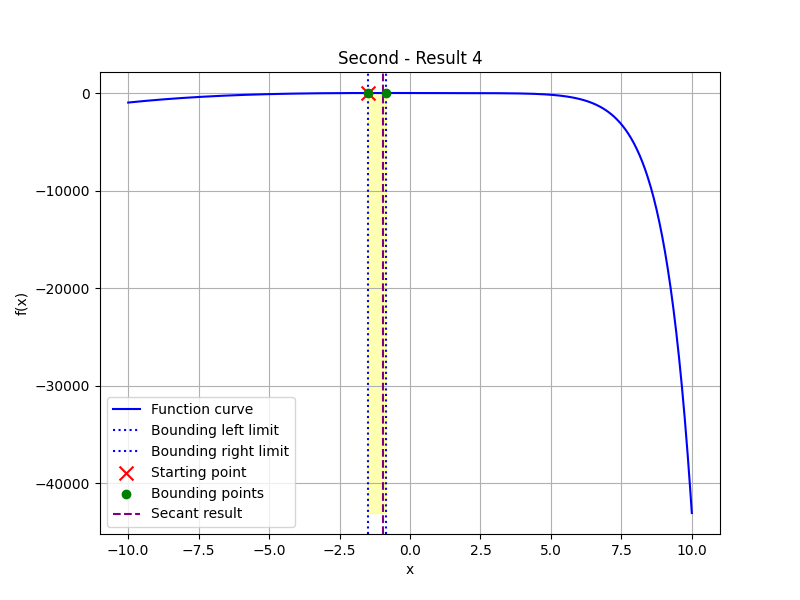 Second - Result 4
0
−10000
−20000
−30000
−40000
f(x)
Function curve
Bounding left limit
Bounding right limit
Starting point
Bounding points
Secant result
−10.0 −7.5 −5.0 −2.5 0.0 2.5 5.0 7.5 10.0
x